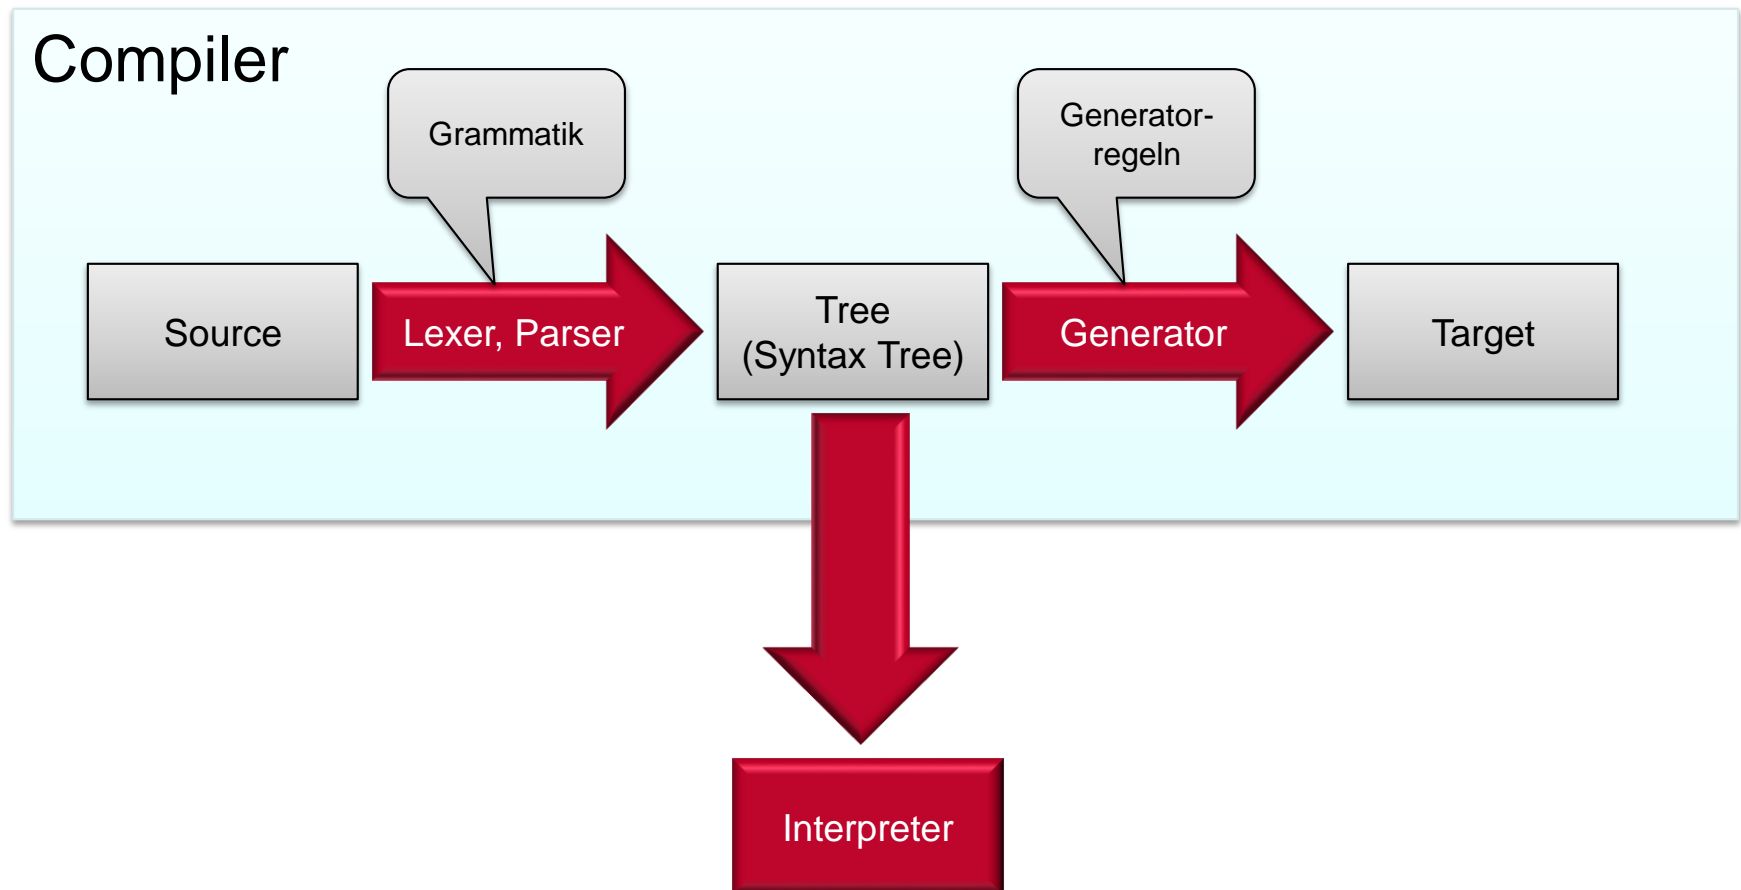 Compiler
Grammatik
Generator-
regeln
Source
Lexer, Parser
Tree
(Syntax Tree)
Generator
Target
Interpreter